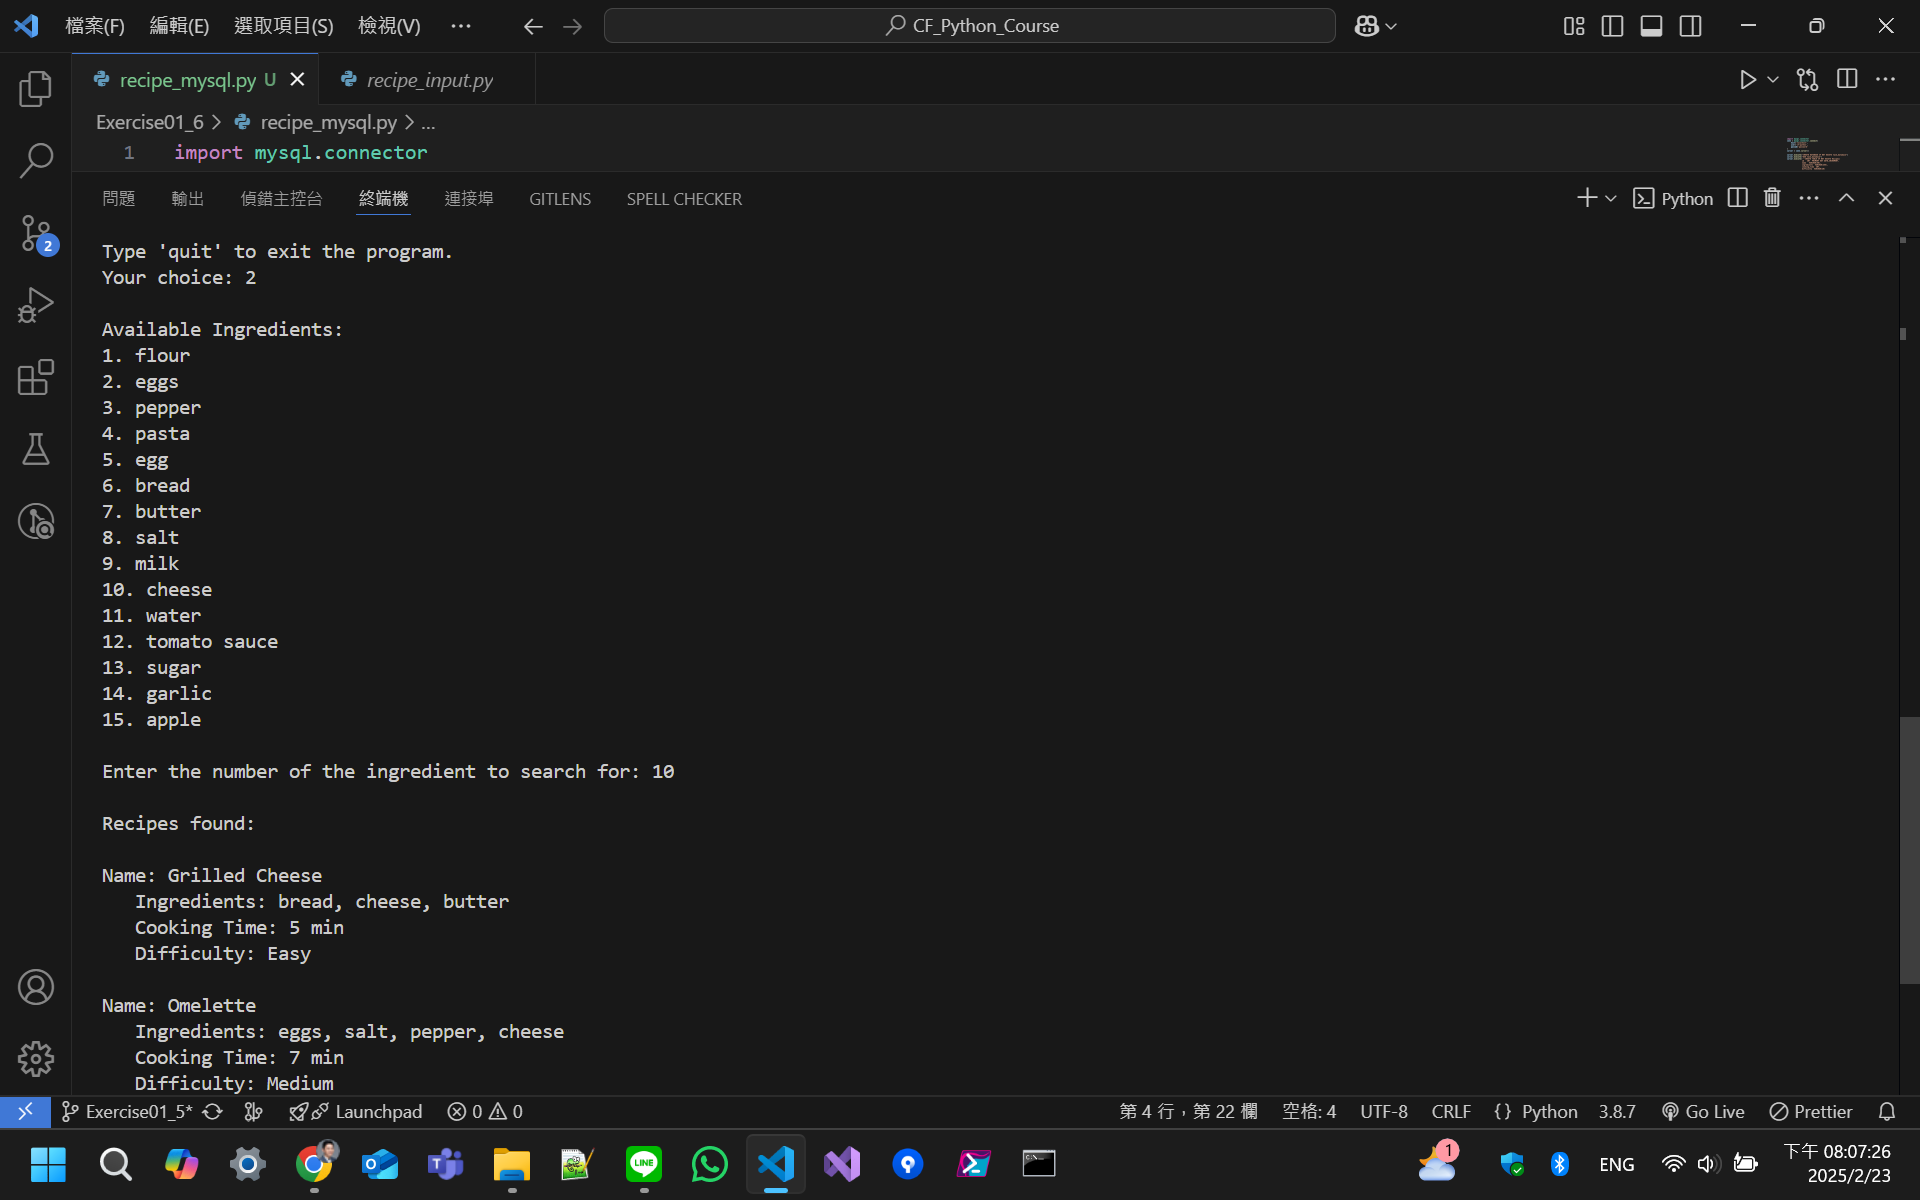 檔案(F) 編輯(E) 選取項目(S) 檢視(V) ... CF_Python_Course
recipe_mysql.py U recipe_input.py
Exercise01_6 > recipe_mysql.py > ...
1 import mysql.connector
問題 輸出 偵錯主控台 終端機 連接埠 GITLENS SPELL CHECKER Python
2
Type 'quit' to exit the program.
Your choice: 2
Available Ingredients:
1. flour
2. eggs
3. pepper
4. pasta
5. egg
6. bread
7. butter
8. salt
9. milk
10. cheese
11. water
12. tomato sauce
13. sugar
14. garlic
15. apple
Enter the number of the ingredient to search for: 10
Recipes found:
Name: Grilled Cheese
Ingredients: bread, cheese, butter
Cooking Time: 5 min
Difficulty: Easy
Name: Omelette
Ingredients: eggs, salt, pepper, cheese
Cooking Time: 7 min
Difficulty: Medium
Exercise01_5* Launchpad 0 0 第 4 行，第 22 欄 空格: 4 UTF-8 CRLF {} Python 3.8.7 Go Live Prettier
LINE 1 ENG 下午 08:07:26
2025/2/23